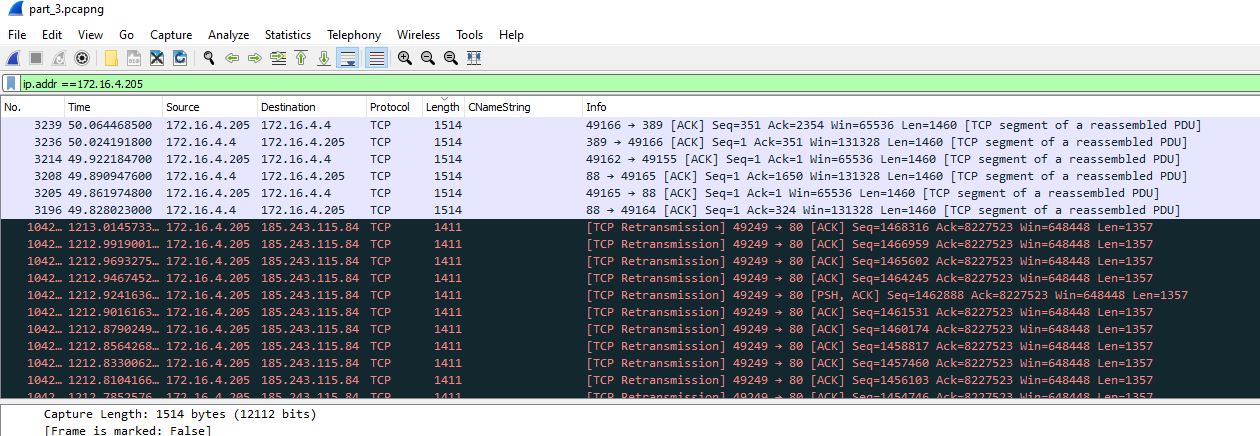 part_3.pcapng
File Edit View Go Capture Analyze Statistics Telephony Wireless Tools Help
ip.addr ==172.16.4.205
No. Time Source Destination Protocol Length CNameString Info
3239 50.064468500 172.16.4.205 172.16.4.4 TCP 1514 49166 → 389 [ACK] Seq=351 Ack=2354 Win=65536 Len=1460 [TCP segment of a reassembled PDU]
3236 50.024191800 172.16.4.4 172.16.4.205 TCP 1514 389 → 49166 [ACK] Seq=1 Ack=351 Win=131328 Len=1460 [TCP segment of a reassembled PDU]
3214 49.922184700 172.16.4.205 172.16.4.4 TCP 1514 49162 → 49155 [ACK] Seq=1 Ack=1 Win=65536 Len=1460 [TCP segment of a reassembled PDU]
3208 49.890947600 172.16.4.4 172.16.4.205 TCP 1514 88 → 49165 [ACK] Seq=1 Ack=1650 Win=131328 Len=1460 [TCP segment of a reassembled PDU]
3205 49.861974800 172.16.4.205 172.16.4.4 TCP 1514 49165 → 88 [ACK] Seq=1 Ack=1 Win=65536 Len=1460 [TCP segment of a reassembled PDU]
3196 49.828023000 172.16.4.4 172.16.4.205 TCP 1514 88 → 49164 [ACK] Seq=1 Ack=324 Win=131328 Len=1460 [TCP segment of a reassembled PDU]
1042… 1213.0145733… 172.16.4.205 185.243.115.84 TCP 1411 [TCP Retransmission] 49249 → 80 [ACK] Seq=1468316 Ack=8227523 Win=648448 Len=1357
1042… 1212.9919001… 172.16.4.205 185.243.115.84 TCP 1411 [TCP Retransmission] 49249 → 80 [ACK] Seq=1466959 Ack=8227523 Win=648448 Len=1357
1042… 1212.9693275… 172.16.4.205 185.243.115.84 TCP 1411 [TCP Retransmission] 49249 → 80 [ACK] Seq=1465602 Ack=8227523 Win=648448 Len=1357
1042… 1212.9467452… 172.16.4.205 185.243.115.84 TCP 1411 [TCP Retransmission] 49249 → 80 [ACK] Seq=1464245 Ack=8227523 Win=648448 Len=1357
1042… 1212.9241636… 172.16.4.205 185.243.115.84 TCP 1411 [TCP Retransmission] 49249 → 80 [PSH, ACK] Seq=1462888 Ack=8227523 Win=648448 Len=1357
1042… 1212.9016163… 172.16.4.205 185.243.115.84 TCP 1411 [TCP Retransmission] 49249 → 80 [ACK] Seq=1461531 Ack=8227523 Win=648448 Len=1357
1042… 1212.8790249… 172.16.4.205 185.243.115.84 TCP 1411 [TCP Retransmission] 49249 → 80 [ACK] Seq=1460174 Ack=8227523 Win=648448 Len=1357
1042… 1212.8564268… 172.16.4.205 185.243.115.84 TCP 1411 [TCP Retransmission] 49249 → 80 [ACK] Seq=1458817 Ack=8227523 Win=648448 Len=1357
1042… 1212.8330062… 172.16.4.205 185.243.115.84 TCP 1411 [TCP Retransmission] 49249 → 80 [ACK] Seq=1457460 Ack=8227523 Win=648448 Len=1357
1042… 1212.8104166… 172.16.4.205 185.243.115.84 TCP 1411 [TCP Retransmission] 49249 → 80 [ACK] Seq=1456103 Ack=8227523 Win=648448 Len=1357
1042… 1212.7852576… 172.16.4.205 185.243.115.84 TCP 1411 [TCP Retransmission] 49249 → 80 [ACK] Seq=1454746 Ack=8227523 Win=648448 Len=1357
Capture Length: 1514 bytes (12112 bits)
[Frame is marked: False]